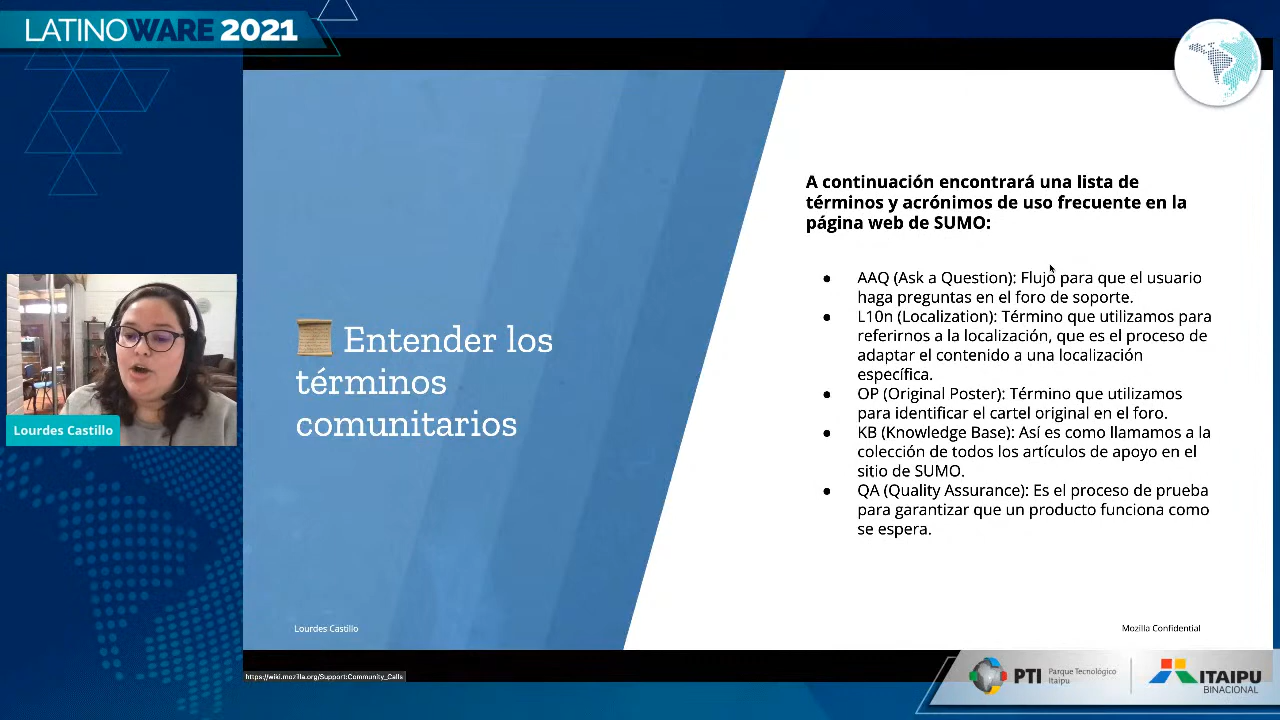 LATINOWARE 2021
A continuación encontrará una lista de
términos y acrónimos de uso frecuente en la
página web de SUMO:
● AAQ (Ask a Question): Flujo para que el usuario
haga preguntas en el foro de soporte.
● L10n (Localization): Término que utilizamos para
referirnos a la localización, que es el proceso de
adaptar el contenido a una localización
específica.
● OP (Original Poster): Término que utilizamos
para identificar el cartel original en el foro.
● KB (Knowledge Base): Así es como llamamos a la
colección de todos los artículos de apoyo en el
sitio de SUMO.
● QA (Quality Assurance): Es el proceso de prueba
para garantizar que un producto funciona como
se espera.
Entender los
términos
comunitarios
Lourdes Castillo
Lourdes Castillo
Mozilla Confidential
https://wiki.mozilla.org/Support:Community_Calls
PTI Parque Tecnológico
Itaipu
ITAIPU
BINACIONAL